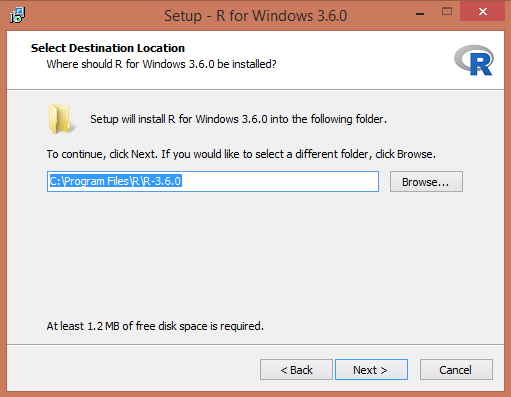 Setup - R for Windows 3.6.0
Select Destination Location
Where should R for Windows 3.6.0 be installed?
R
Setup will install R for Windows 3.6.0 into the following folder.
To continue, click Next. If you would like to select a different folder, click Browse.
C:\Program Files\R\R-3.6.0
Browse...
At least 1.2 MB of free disk space is required.
< Back
Next >
Cancel